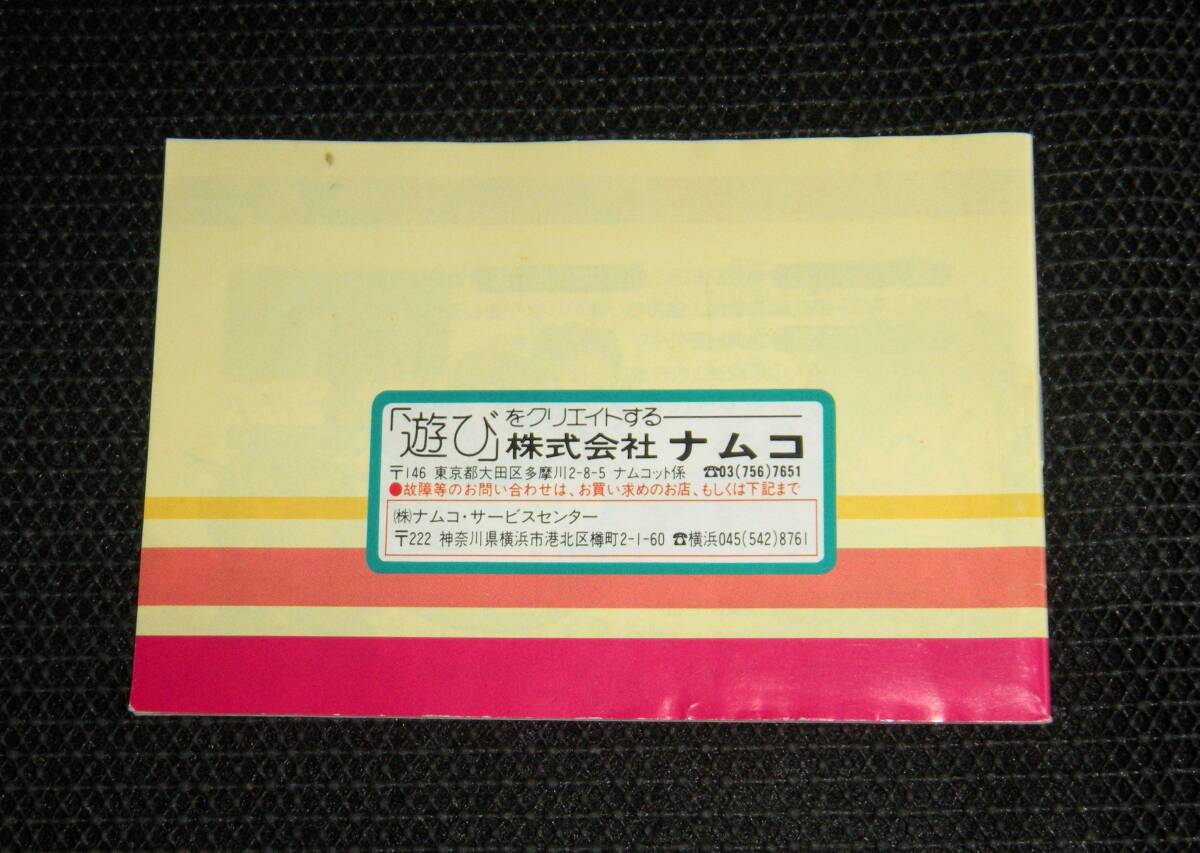 「遊び」をクリエイトする
株式会社 ナムコ
〒146 東京都大田区多摩川2-8-5 ナムコット係 ☎03(756)7651
●故障等のお問い合わせは、お買い求めのお店、もしくは下記まで
㈱ナムコ・サービスセンター
〒222 神奈川県横浜市港北区樽町2-1-60 ☎横浜045(542)8761